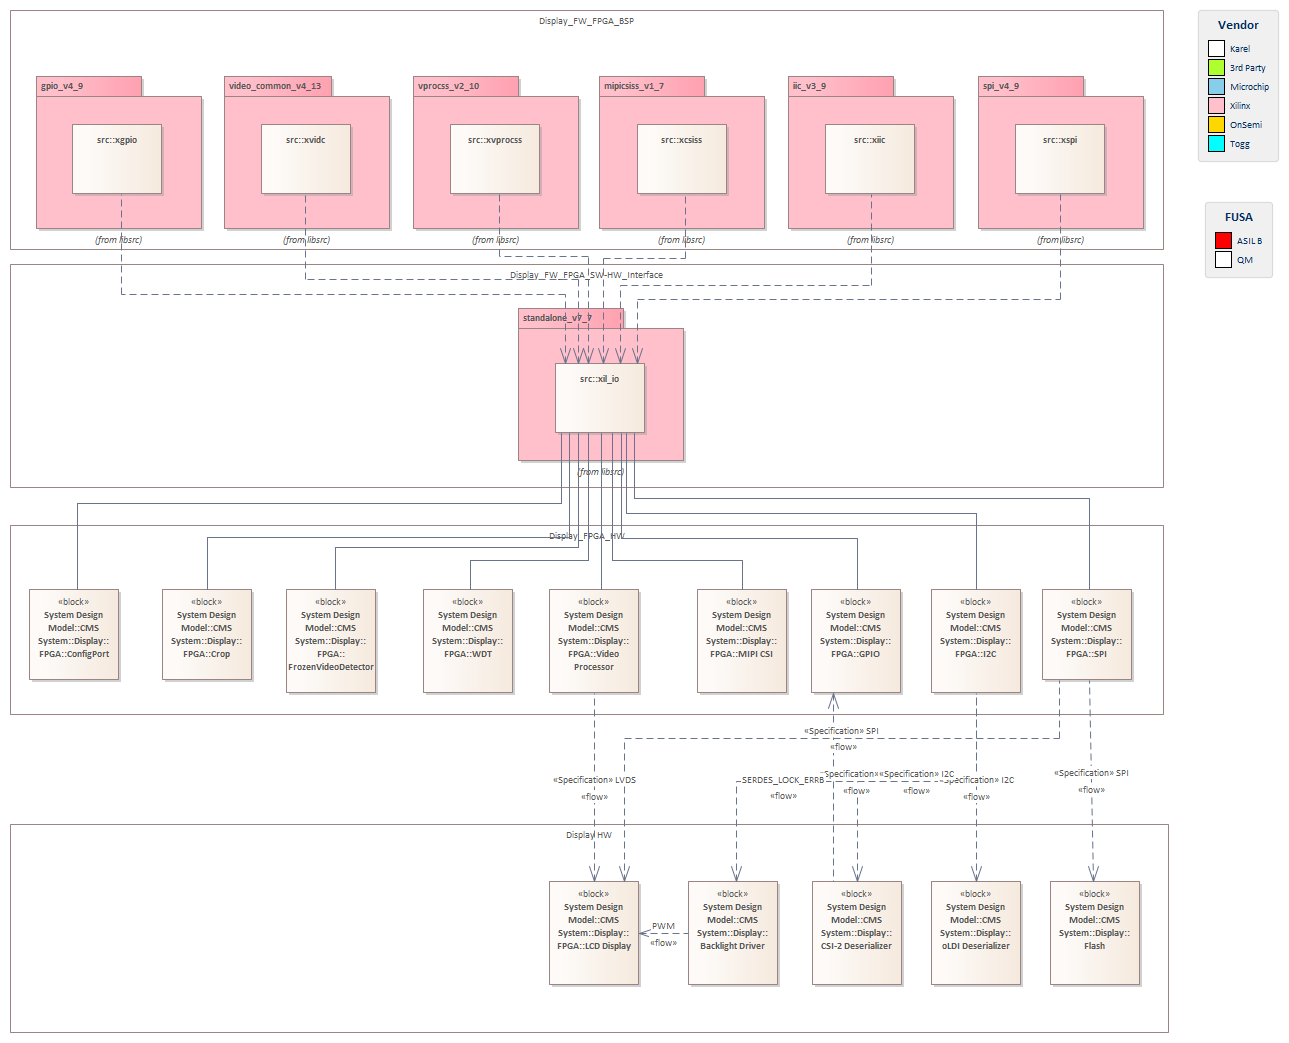 Display_FW_FPGA_BSP
gpio_v4_9
video_common_v4_13
vprocss_v2_10
mipicsiss_v1_7
iic_v3_9
spi_v4_9
src::xgpio
src::xvidc
src::xvprocss
src::xcsiss
src::xiic
src::xspi
(from libsrc)
(from libsrc)
(from libsrc)
(from libsrc)
(from libsrc)
(from libsrc)
Vendor
Karel
3rd Party
Microchip
Xilinx
OnSemi
Togg
FUSA
ASIL B
QM
Display_FW_FPGA_SW-HW_Interface
standalone_v7_7
src::xil_io
(from libsrc)
Display_FPGA_HW
«block»
System Design
Model::CMS
System::Display::
FPGA::ConfigPort
«block»
System Design
Model::CMS
System::Display::
FPGA::Crop
«block»
System Design
Model::CMS
System::Display::
FPGA::
FrozenVideoDetector
«block»
System Design
Model::CMS
System::Display::
FPGA::WDT
«block»
System Design
Model::CMS
System::Display::
FPGA::Video
Processor
«block»
System Design
Model::CMS
System::Display::
FPGA::MIPI CSI
«block»
System Design
Model::CMS
System::Display::
FPGA::GPIO
«block»
System Design
Model::CMS
System::Display::
FPGA::I2C
«block»
System Design
Model::CMS
System::Display::
FPGA::SPI
«Specification» SPI
«flow»
«Specification» LVDS
«flow»
SERDES_LOCK_ERRB
«flow»
Specification»
«flow»
«Specification» I2C
«flow»
Specification» I2C
«flow»
«Specification» SPI
«flow»
Display HW
«block»
System Design
Model::CMS
System::Display::
FPGA::LCD Display
PWM
«flow»
«block»
System Design
Model::CMS
System::Display::
Backlight Driver
«block»
System Design
Model::CMS
System::Display::
CSI-2 Deserializer
«block»
System Design
Model::CMS
System::Display::
oLDI Deserializer
«block»
System Design
Model::CMS
System::Display::
Flash